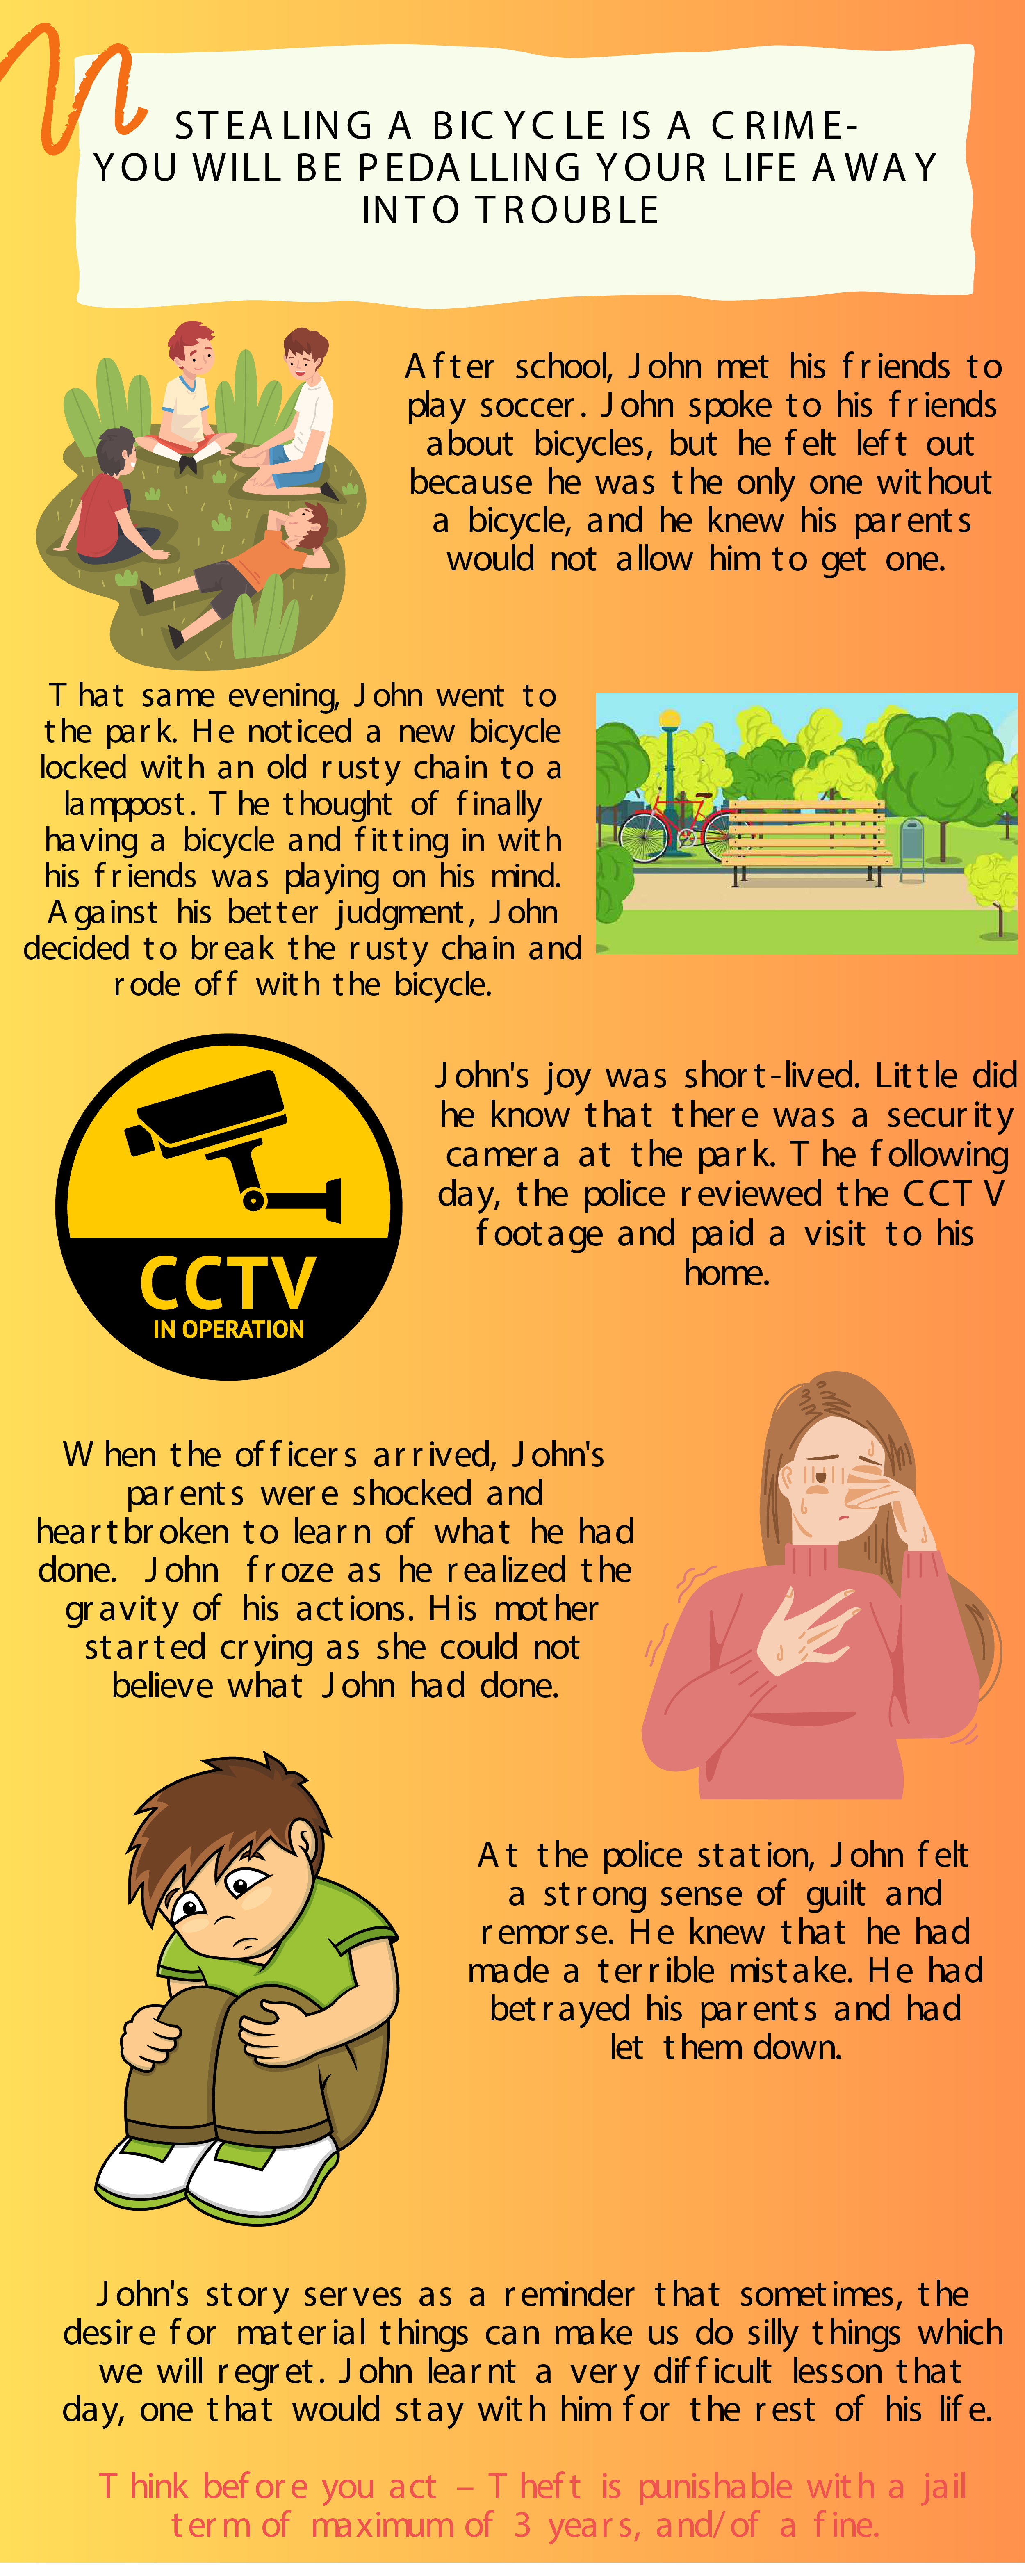 STEALING A BICYCLE IS A CRIME-
YOU WILL BE PEDALLING YOUR LIFE AWAY
INTO TROUBLE
After school, John met his friends to
play soccer. John spoke to his friends
about bicycles, but he felt left out
because he was the only one without
a bicycle, and he knew his parents
would not allow him to get one.
That same evening, John went to
the park. He noticed a new bicycle
locked with an old rusty chain to a
lamppost. The thought of finally
having a bicycle and fitting in with
his friends was playing on his mind.
Against his better judgment, John
decided to break the rusty chain and
rode off with the bicycle.
CCTV
IN OPERATION
John's joy was short-lived. Little did
he know that there was a security
camera at the park. The following
day, the police reviewed the CCTV
footage and paid a visit to his
home.
When the officers arrived, John's
parents were shocked and
heartbroken to learn of what he had
done. John froze as he realized the
gravity of his actions. His mother
started crying as she could not
believe what John had done.
At the police station, John felt
a strong sense of guilt and
remorse. He knew that he had
made a terrible mistake. He had
betrayed his parents and had
let them down.
John's story serves as a reminder that sometimes, the
desire for material things can make us do silly things which
we will regret. John learnt a very difficult lesson that
day, one that would stay with him for the rest of his life.
Think before you act – Theft is punishable with a jail
term of maximum of 3 years, and/of a fine.